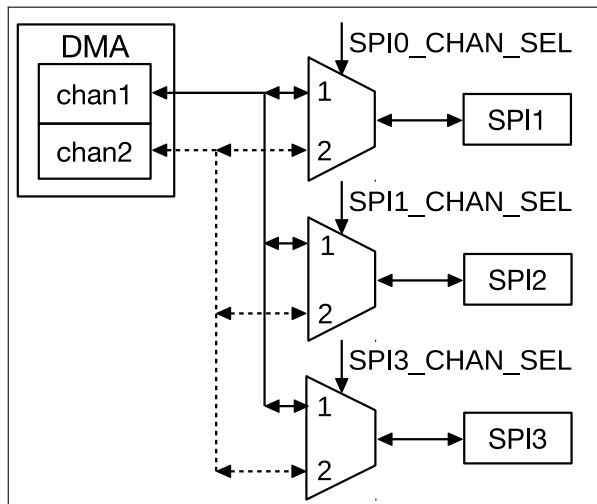 DMA
SPI0_CHAN_SEL
chan1
1
SPI1
chan2
2
SPI1_CHAN_SEL
1
SPI2
2
SPI3_CHAN_SEL
1
SPI3
2